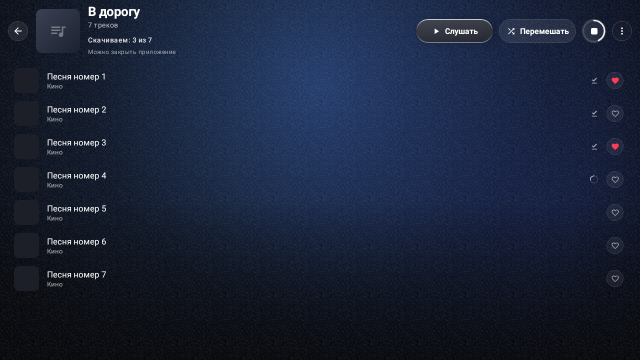 В дорогу
7 треков
Скачиваем: 3 из 7
Можно закрыть приложение
Слушать
Перемешать
Песня номер 1
Кино
Песня номер 2
Кино
Песня номер 3
Кино
Песня номер 4
Кино
Песня номер 5
Кино
Песня номер 6
Кино
Песня номер 7
Кино